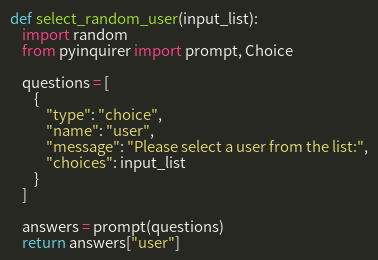 def select_random_user(input_list):
    import random
    from pyinquirer import prompt, Choice

    questions = [
        {
            "type": "choice",
            "name": "user",
            "message": "Please select a user from the list:",
            "choices": input_list
        }
    ]

    answers = prompt(questions)
    return answers["user"]